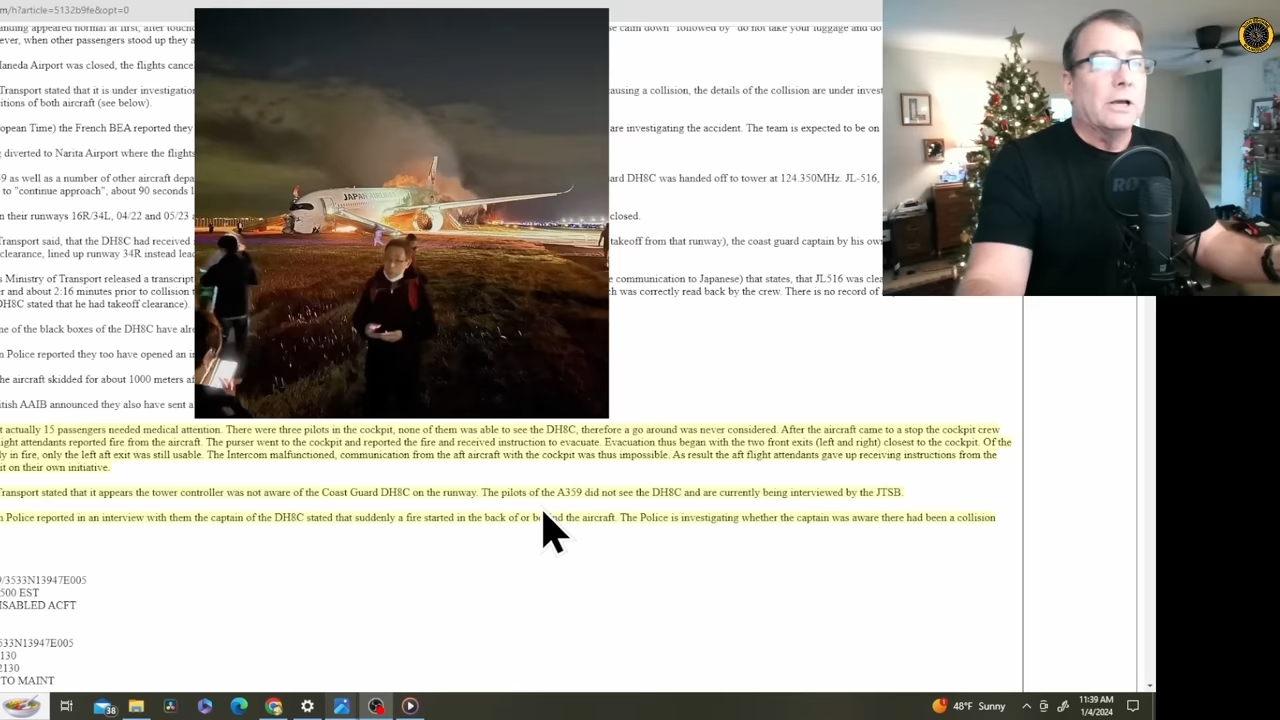 m/h?article=5132b9fe&opt=0
anding appeared normal at first, after touchd
ever, when other passengers stood up they a
se calm down" followed by "do not take your luggage and do
Haneda Airport was closed, the flights cance
Transport stated that it is under investigation
causing a collision, the details of the collision are under invest
itions of both aircraft (see below).
opean Time) the French BEA reported they
are investigating the accident. The team is expected to be on
g diverted to Narita Airport where the flights
9 as well as a number of other aircraft depa
ard DH8C was handed off to tower at 124.350MHz. JL-516,
to "continue approach", about 90 seconds l
n their runways 16R/34L, 04/22 and 05/23 a
closed.
Transport said, that the DH8C had received
takeoff from that runway), the coast guard captain by his own
clearance, lined up runway 34R instead lead
s Ministry of Transport released a transcript
e communication to Japanese) that states, that JL516 was clea
er and about 2:16 minutes prior to collision t
ch was correctly read back by the crew. There is no record of
DH8C stated that he had takeoff clearance).
ne of the black boxes of the DH8C have alre
n Police reported they too have opened an in
he aircraft skidded for about 1000 meters af
itish AAIB announced they also have sent a
t actually 15 passengers needed medical attention. There were three pilots in the cockpit, none of them was able to see the DH8C, therefore a go around was never considered. After the aircraft came to a stop the cockpit crew
ight attendants reported fire from the aircraft. The purser went to the cockpit and reported the fire and received instruction to evacuate. Evacuation thus began with the two front exits (left and right) closest to the cockpit. Of the
ly in fire, only the left aft exit was still usable. The Intercom malfunctioned, communication from the aft aircraft with the cockpit was thus impossible. As result the aft flight attendants gave up receiving instructions from the
it on their own initiative.
Transport stated that it appears the tower controller was not aware of the Coast Guard DH8C on the runway. The pilots of the A359 did not see the DH8C and are currently being interviewed by the JTSB.
n Police reported in an interview with them the captain of the DH8C stated that suddenly a fire started in the back of or behind the aircraft. The Police is investigating whether the captain was aware there had been a collision
/3533N13947E005
500 EST
ISABLED ACFT
533N13947E005
130
2130
TO MAINT
JAPAN AIRLINES
RØDE
38
48°F Sunny
11:39 AM
1/4/2024